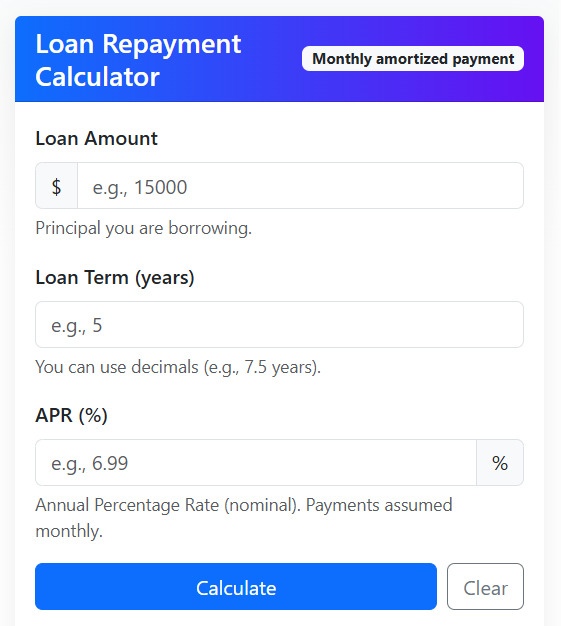 Loan Repayment
Calculator
Monthly amortized payment
Loan Amount
$ e.g., 15000
Principal you are borrowing.
Loan Term (years)
e.g., 5
You can use decimals (e.g., 7.5 years).
APR (%)
e.g., 6.99 %
Annual Percentage Rate (nominal). Payments assumed
monthly.
Calculate Clear